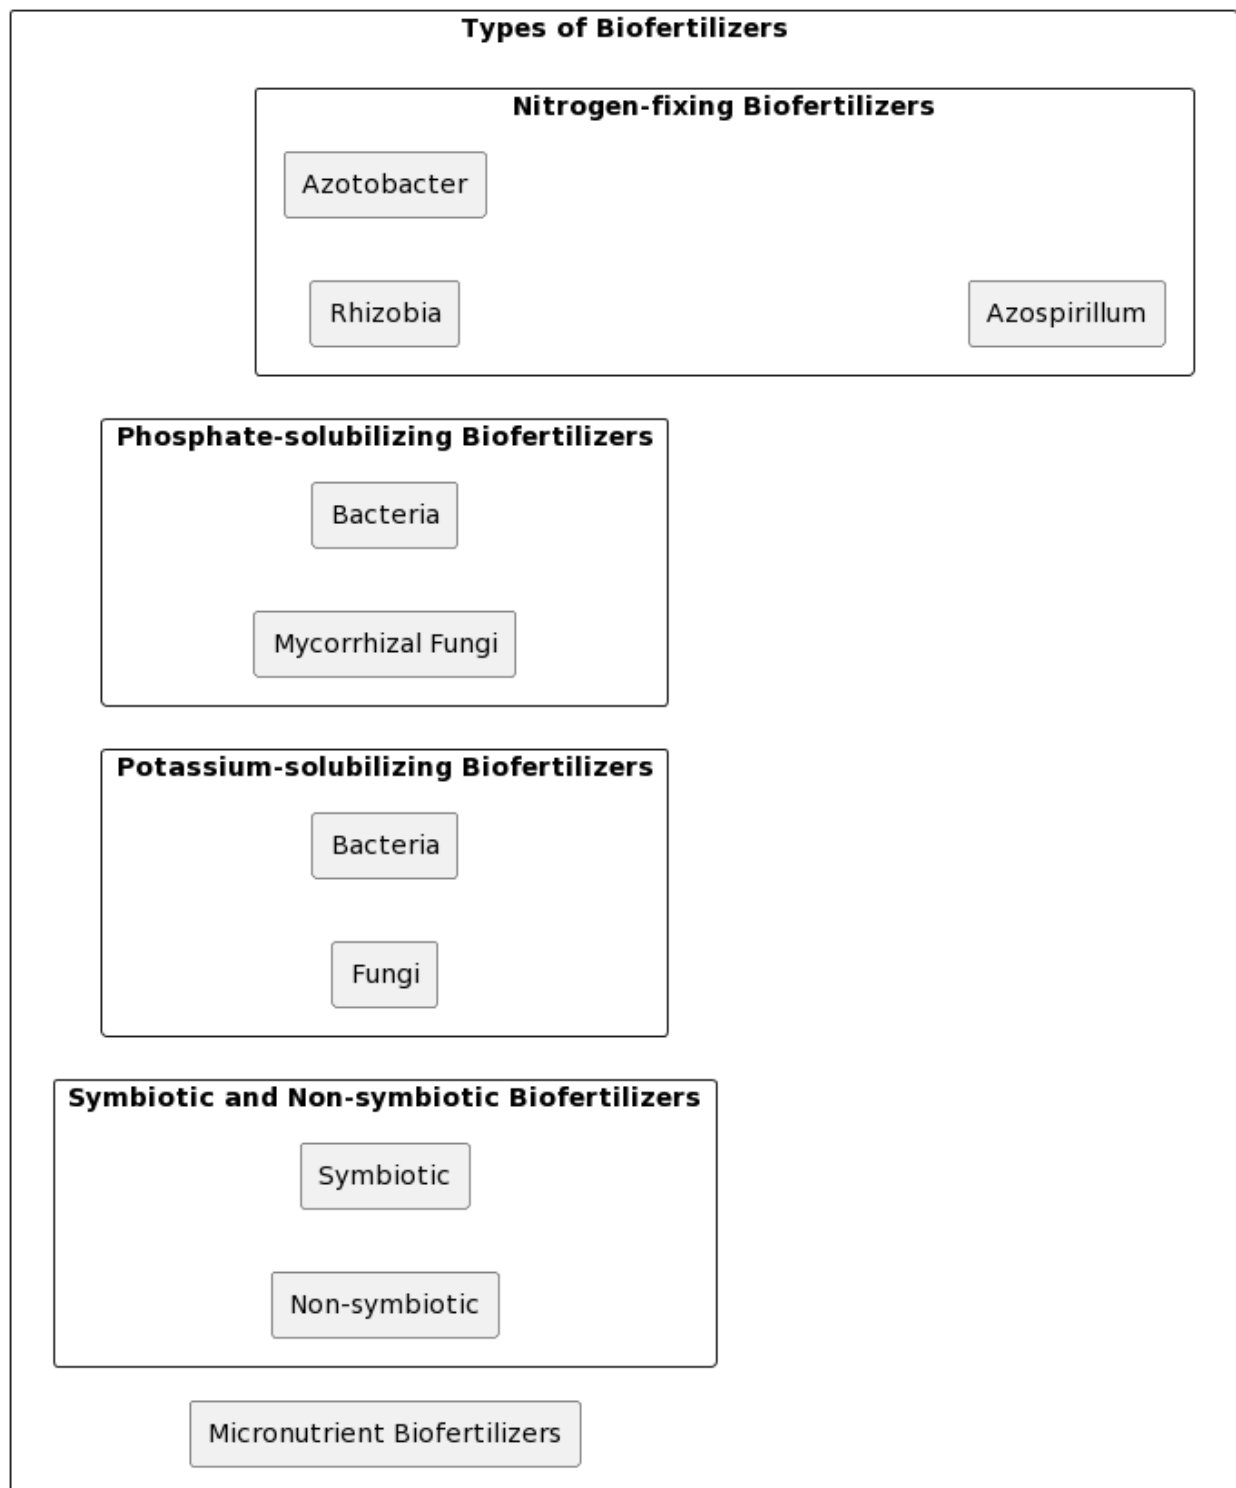 Types of Biofertilizers
Nitrogen-fixing Biofertilizers
Azotobacter
Rhizobia
Azospirillum
Phosphate-solubilizing Biofertilizers
Bacteria
Mycorrhizal Fungi
Potassium-solubilizing Biofertilizers
Bacteria
Fungi
Symbiotic and Non-symbiotic Biofertilizers
Symbiotic
Non-symbiotic
Micronutrient Biofertilizers